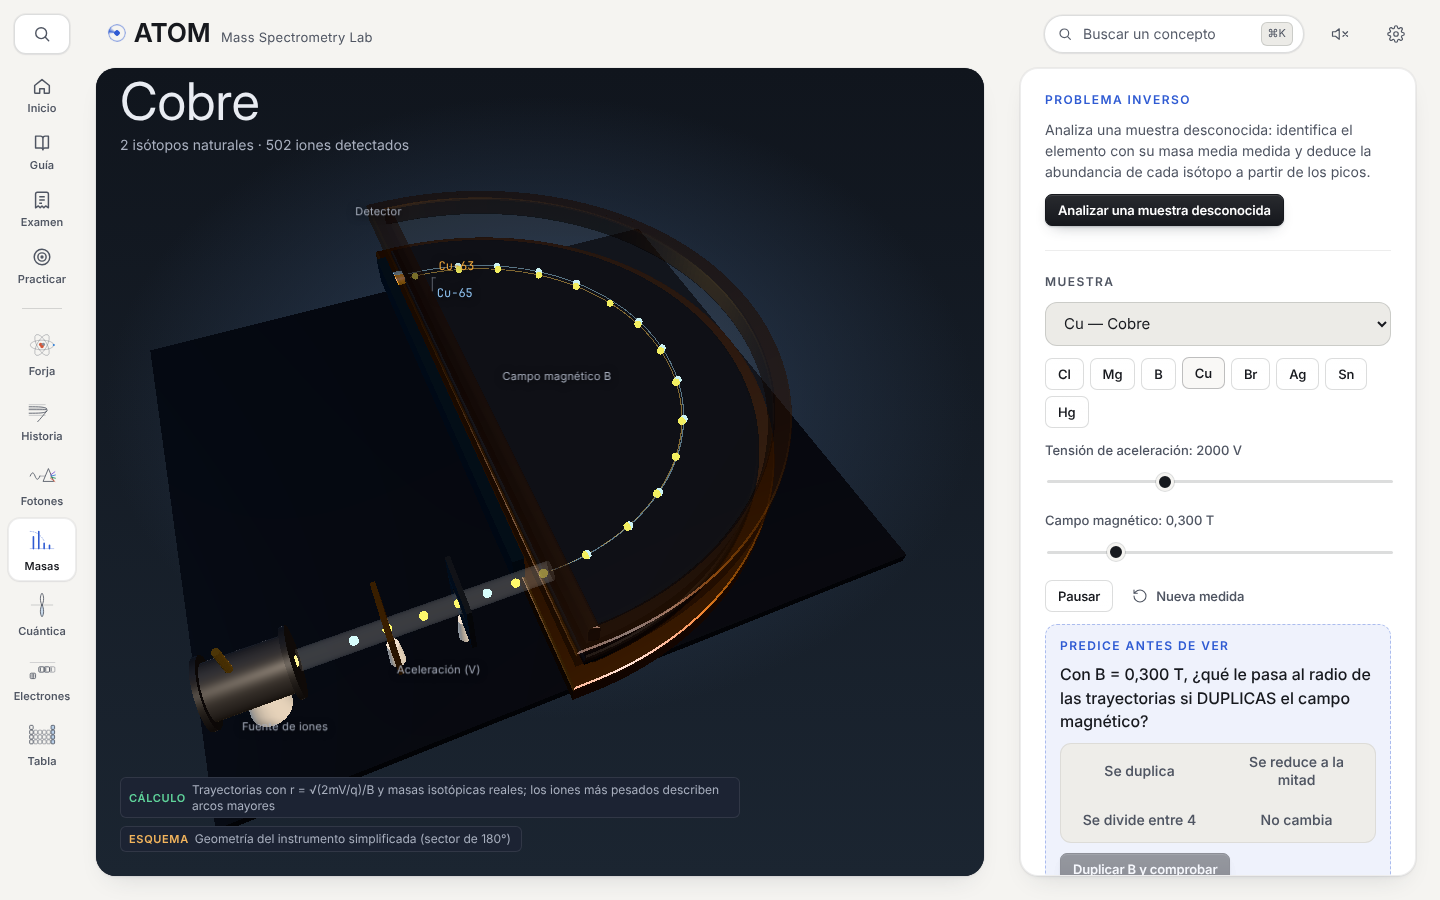 ATOM Mass Spectrometry Lab
Buscar un concepto ⌘K
Inicio
Guía
Examen
Practicar
Forja
Historia
Fotones
Masas
Cuántica
Electrones
Tabla
Cobre
2 isótopos naturales · 502 iones detectados
Detector
Cu-63
Cu-65
Campo magnético B
Aceleración (V)
Fuente de iones
CÁLCULO Trayectorias con r = √(2mV/q)/B y masas isotópicas reales; los iones más pesados describen
arcos mayores
ESQUEMA Geometría del instrumento simplificada (sector de 180°)
PROBLEMA INVERSO
Analiza una muestra desconocida: identifica el
elemento con su masa media medida y deduce la
abundancia de cada isótopo a partir de los picos.
Analizar una muestra desconocida
MUESTRA
Cu — Cobre
Cl Mg B Cu Br Ag Sn
Hg
Tensión de aceleración: 2000 V
Campo magnético: 0,300 T
Pausar Nueva medida
PREDICE ANTES DE VER
Con B = 0,300 T, ¿qué le pasa al radio de
las trayectorias si DUPLICAS el campo
magnético?
Se duplica
Se reduce a la
mitad
Se divide entre 4
No cambia
Duplicar B y comprobar